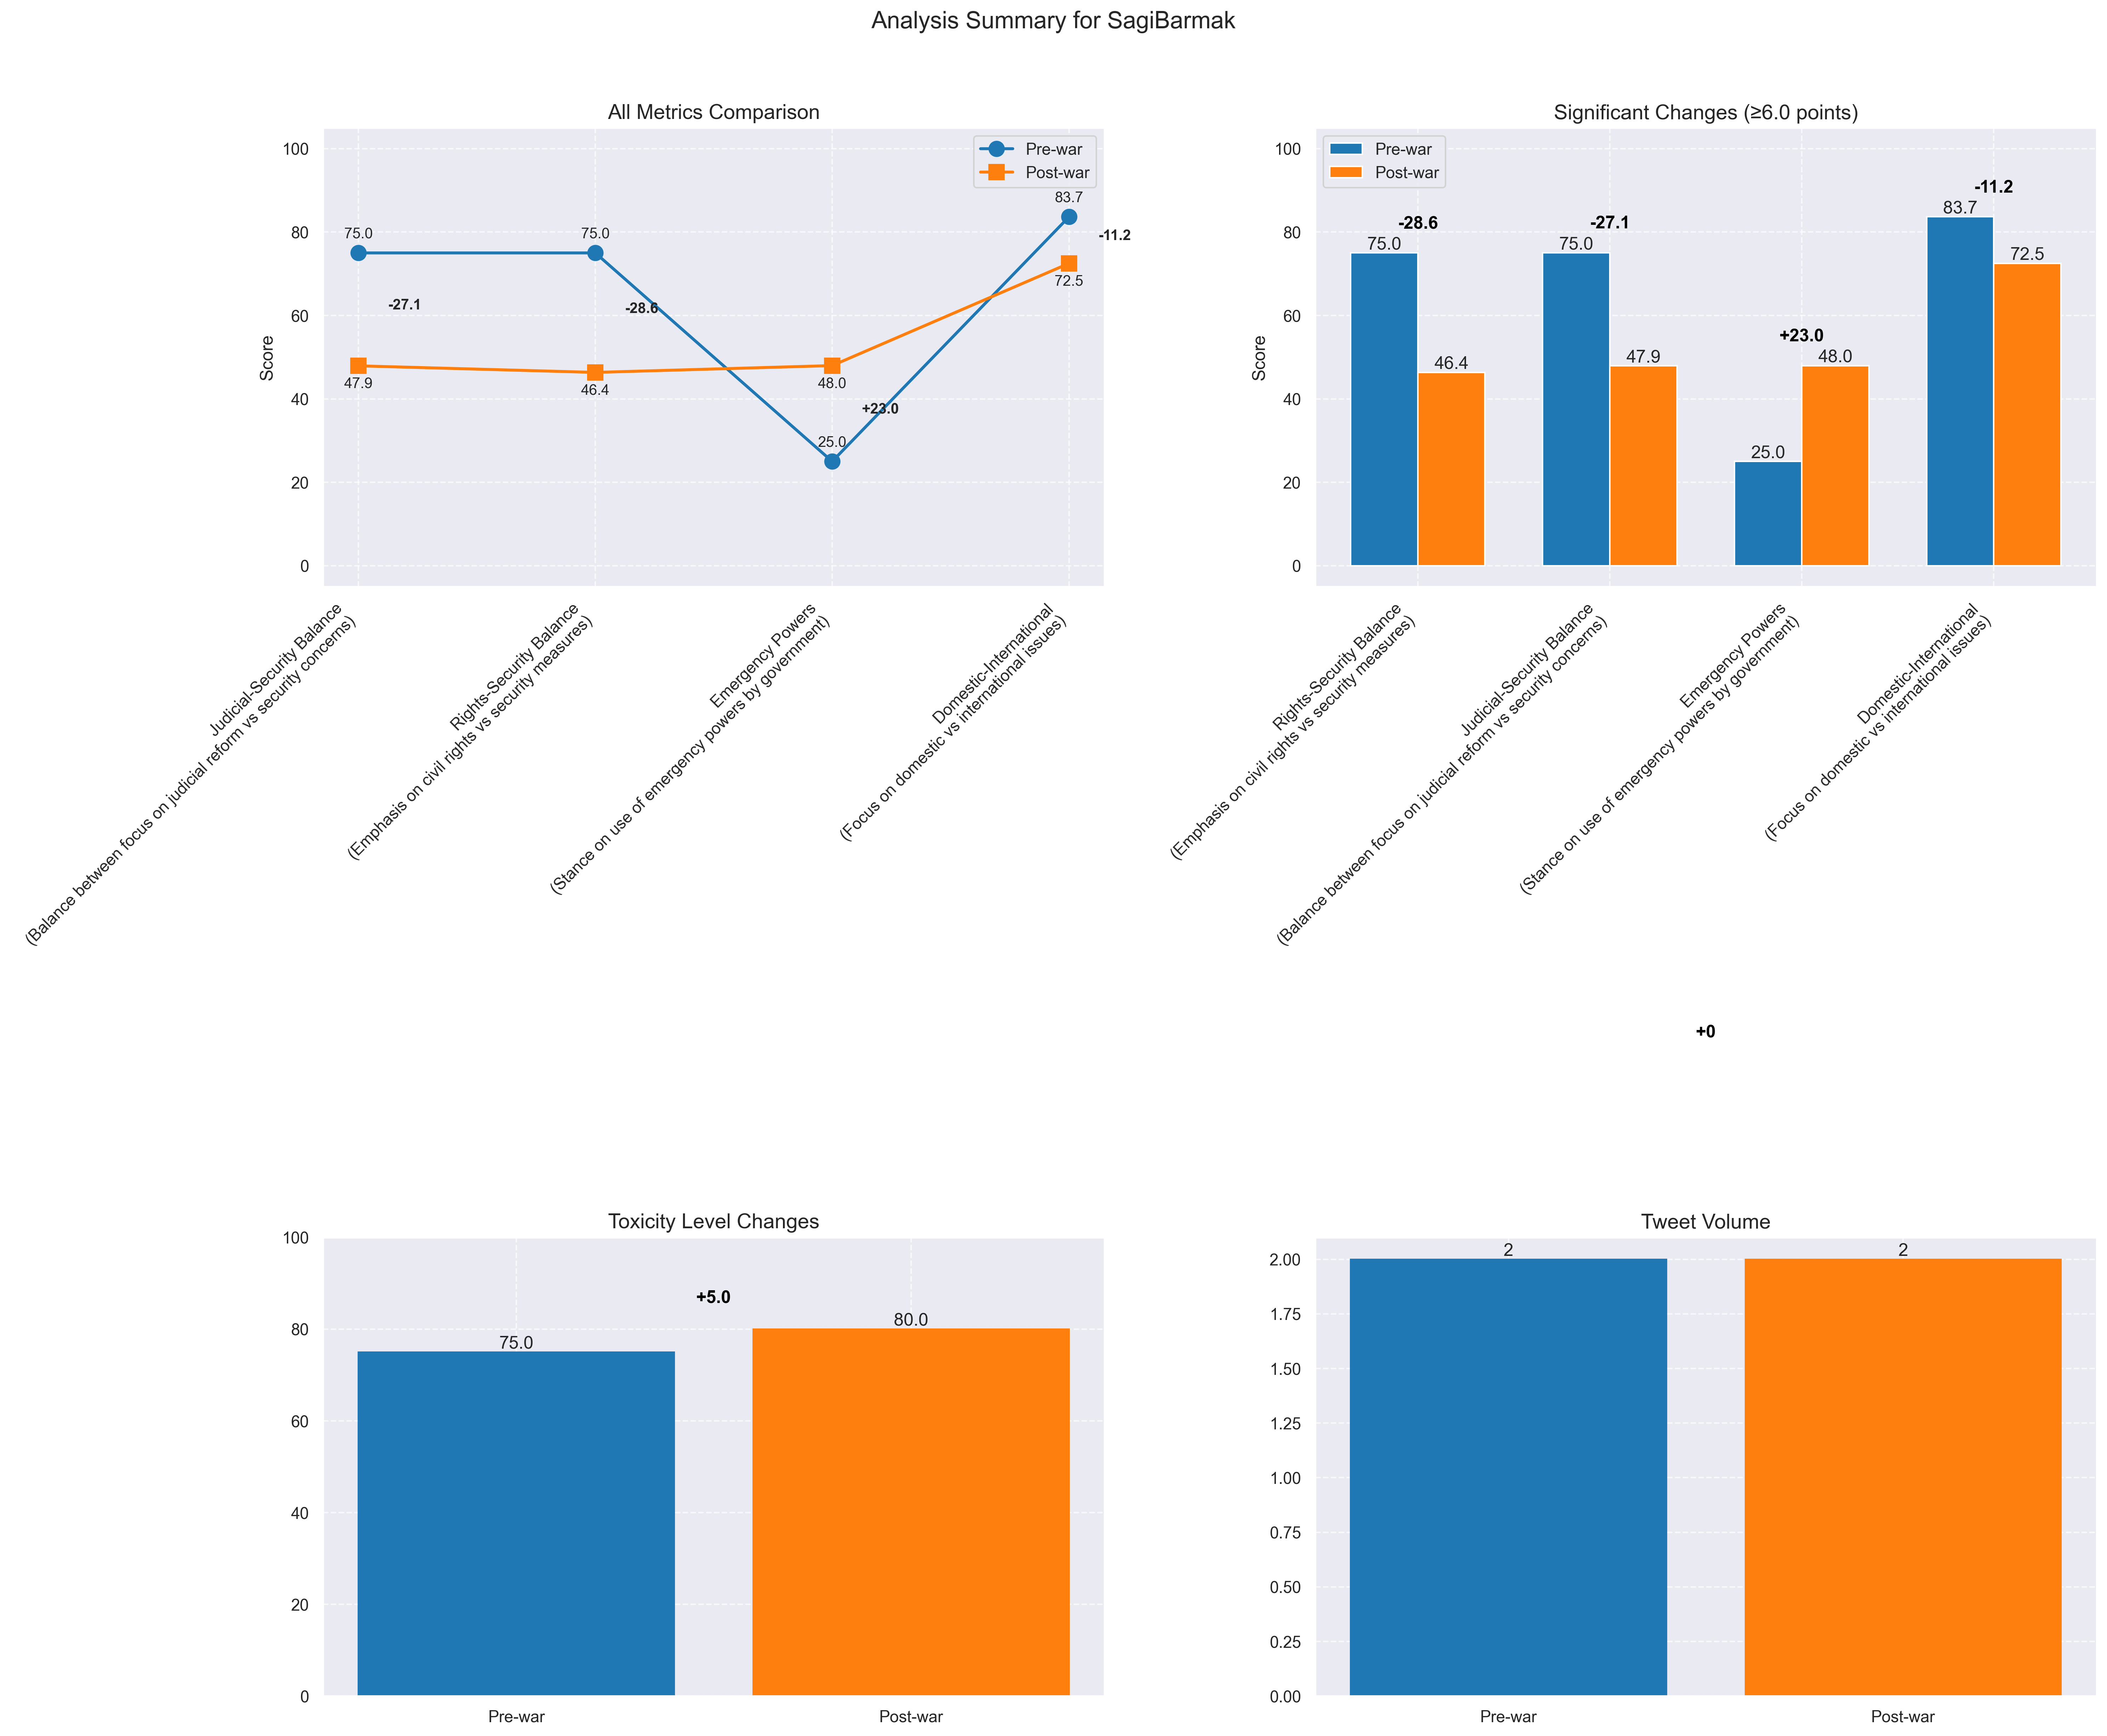 Analysis Summary for SagiBarmak
All Metrics Comparison
Pre-war
Post-war
Score
100
80
60
40
20
0
75.0
75.0
25.0
83.7
47.9
46.4
48.0
72.5
-27.1
-28.6
+23.0
-11.2
Judicial-Security Balance
(Balance between focus on judicial reform vs security concerns)
Rights-Security Balance
(Emphasis on civil rights vs security measures)
Emergency Powers
(Stance on use of emergency powers by government)
Domestic-International
(Focus on domestic vs international issues)
Significant Changes (≥6.0 points)
Pre-war
Post-war
Score
100
80
60
40
20
0
-28.6
75.0
46.4
-27.1
75.0
47.9
+23.0
25.0
48.0
-11.2
83.7
72.5
Rights-Security Balance
(Emphasis on civil rights vs security measures)
Judicial-Security Balance
(Balance between focus on judicial reform vs security concerns)
Emergency Powers
(Stance on use of emergency powers by government)
Domestic-International
(Focus on domestic vs international issues)
Toxicity Level Changes
100
80
60
40
20
0
+5.0
75.0
80.0
Pre-war
Post-war
+0
Tweet Volume
2.00
1.75
1.50
1.25
1.00
0.75
0.50
0.25
0.00
2
2
Pre-war
Post-war